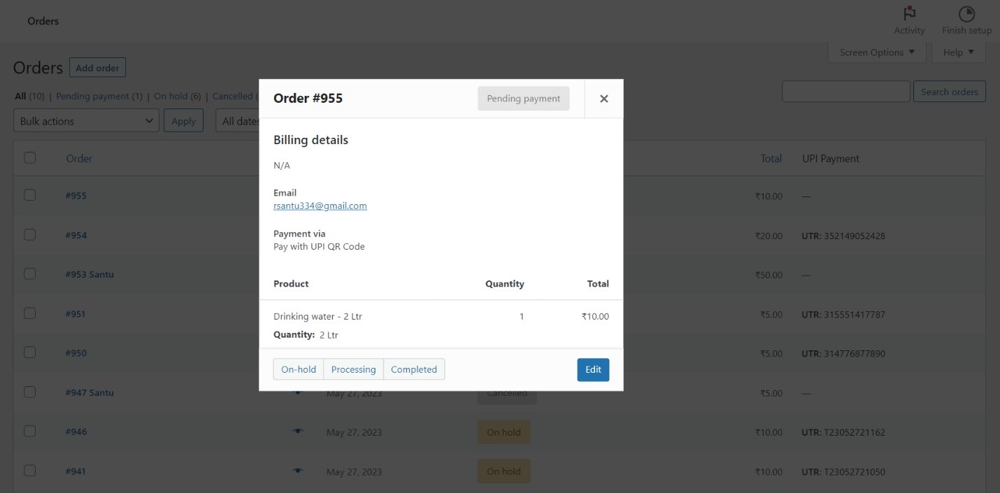 Orders
Activity
Finish setup
Screen Options
Help
Orders
Add order
All (10) | Pending payment (1) | On hold (6) | Cancelled (
Search orders
Bulk actions
Apply
All dates
Order
Total
UPI Payment
#955
₹10.00
—
#954
₹20.00
UTR: 352149052428
#953 Santu
₹50.00
—
#951
₹5.00
UTR: 315551417787
#950
₹5.00
UTR: 314776877890
#947 Santu
May 27, 2023
Cancelled
₹5.00
—
#946
May 27, 2023
On hold
₹10.00
UTR: T23052721162
#941
May 27, 2023
On hold
₹10.00
UTR: T23052721050
Order #955
Pending payment
Billing details
N/A
Email
rsantu334@gmail.com
Payment via
Pay with UPI QR Code
Product Quantity Total
Drinking water - 2 Ltr 1 ₹10.00
Quantity: 2 Ltr
On-hold Processing Completed
Edit